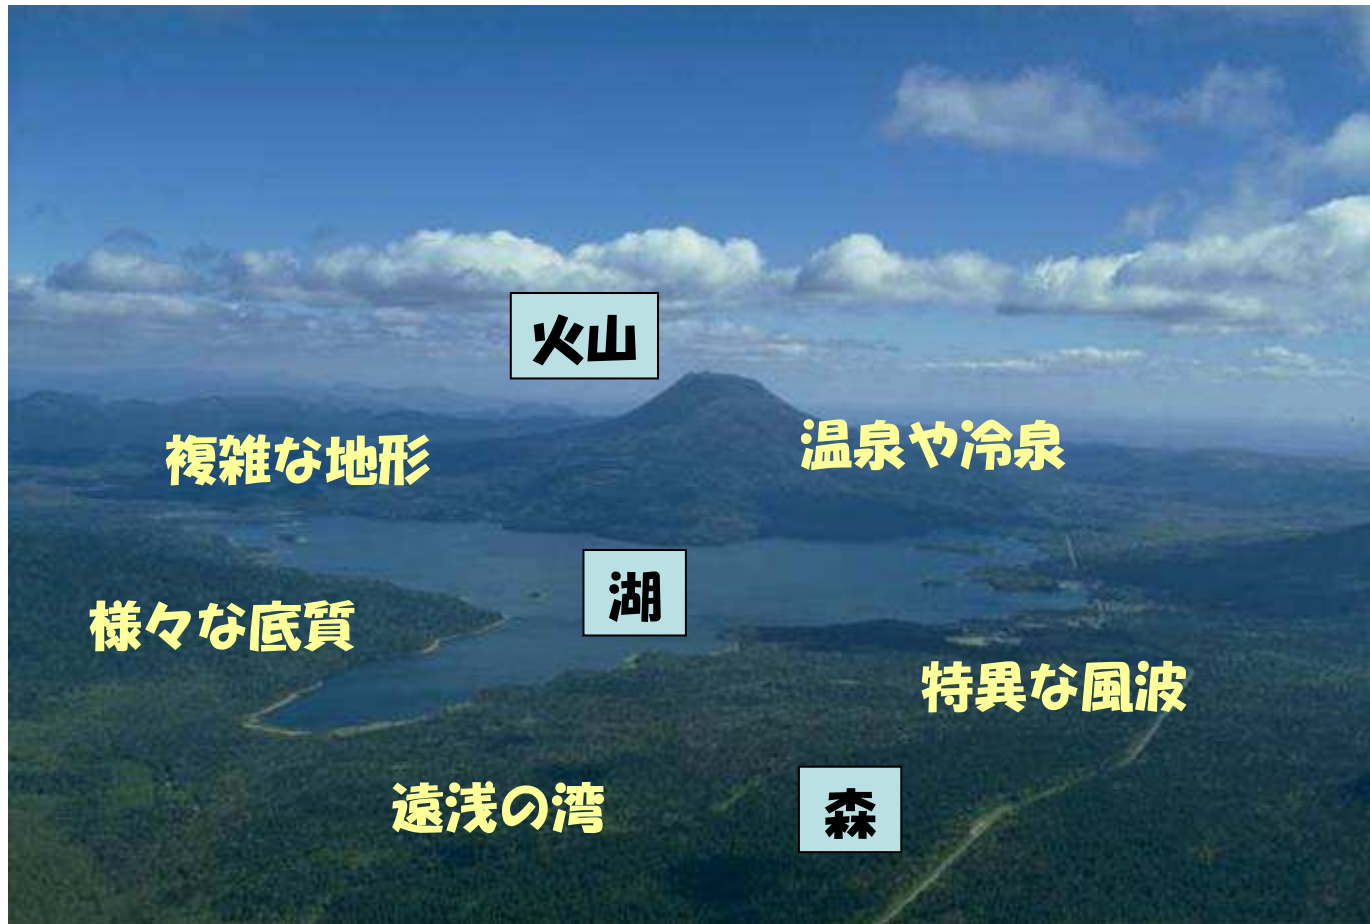 火山
複雑な地形
温泉や冷泉
湖
様々な底質
特異な風波
遠浅の湾
森